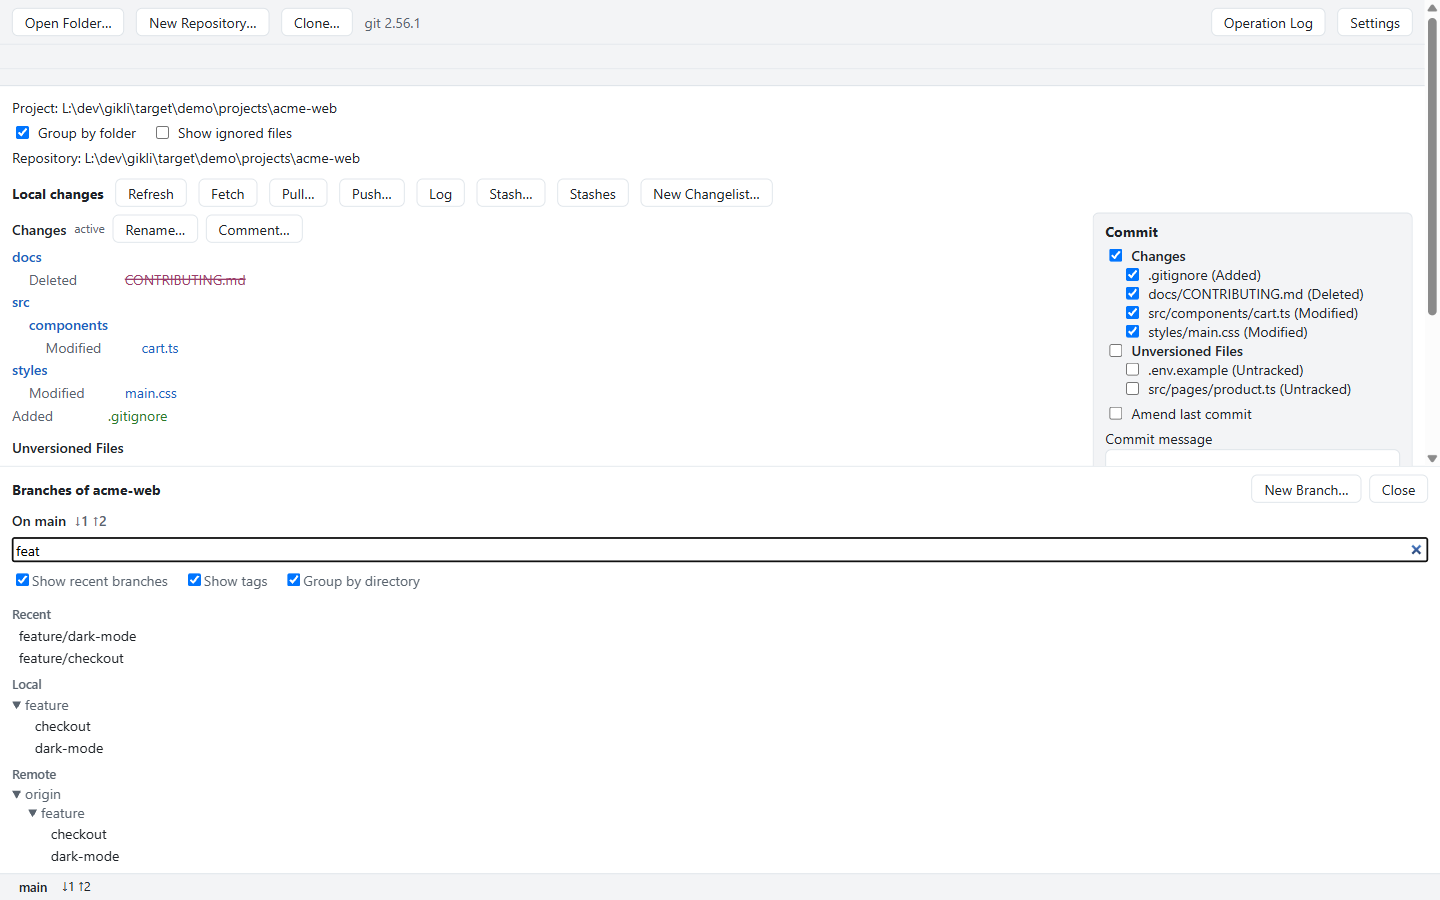 Open Folder... New Repository... Clone... git 2.56.1 Operation Log Settings
Project: L:\dev\gikli\target\demo\projects\acme-web
Group by folder Show ignored files
Repository: L:\dev\gikli\target\demo\projects\acme-web
Local changes Refresh Fetch Pull... Push... Log Stash... Stashes New Changelist...
Changes active Rename... Comment...
docs
Deleted CONTRIBUTING.md
src
components
Modified cart.ts
styles
Modified main.css
Added .gitignore
Unversioned Files
Commit
Changes
.gitignore (Added)
docs/CONTRIBUTING.md (Deleted)
src/components/cart.ts (Modified)
styles/main.css (Modified)
Unversioned Files
.env.example (Untracked)
src/pages/product.ts (Untracked)
Amend last commit
Commit message
Branches of acme-web New Branch... Close
On main ↓1 ↑2
feat
Show recent branches Show tags Group by directory
Recent
feature/dark-mode
feature/checkout
Local
▼ feature
checkout
dark-mode
Remote
▼ origin
▼ feature
checkout
dark-mode
main ↓1 ↑2